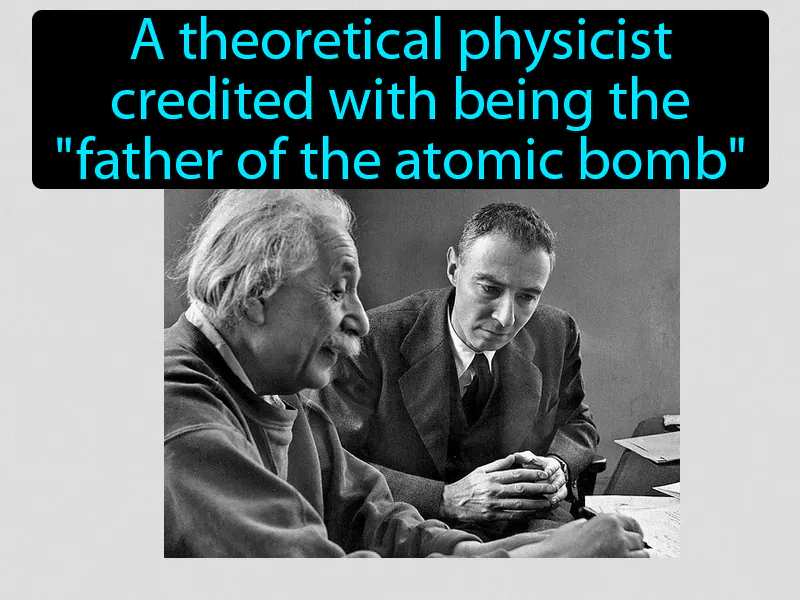 A theoretical physicist
credited with being the
"father of the atomic bomb"